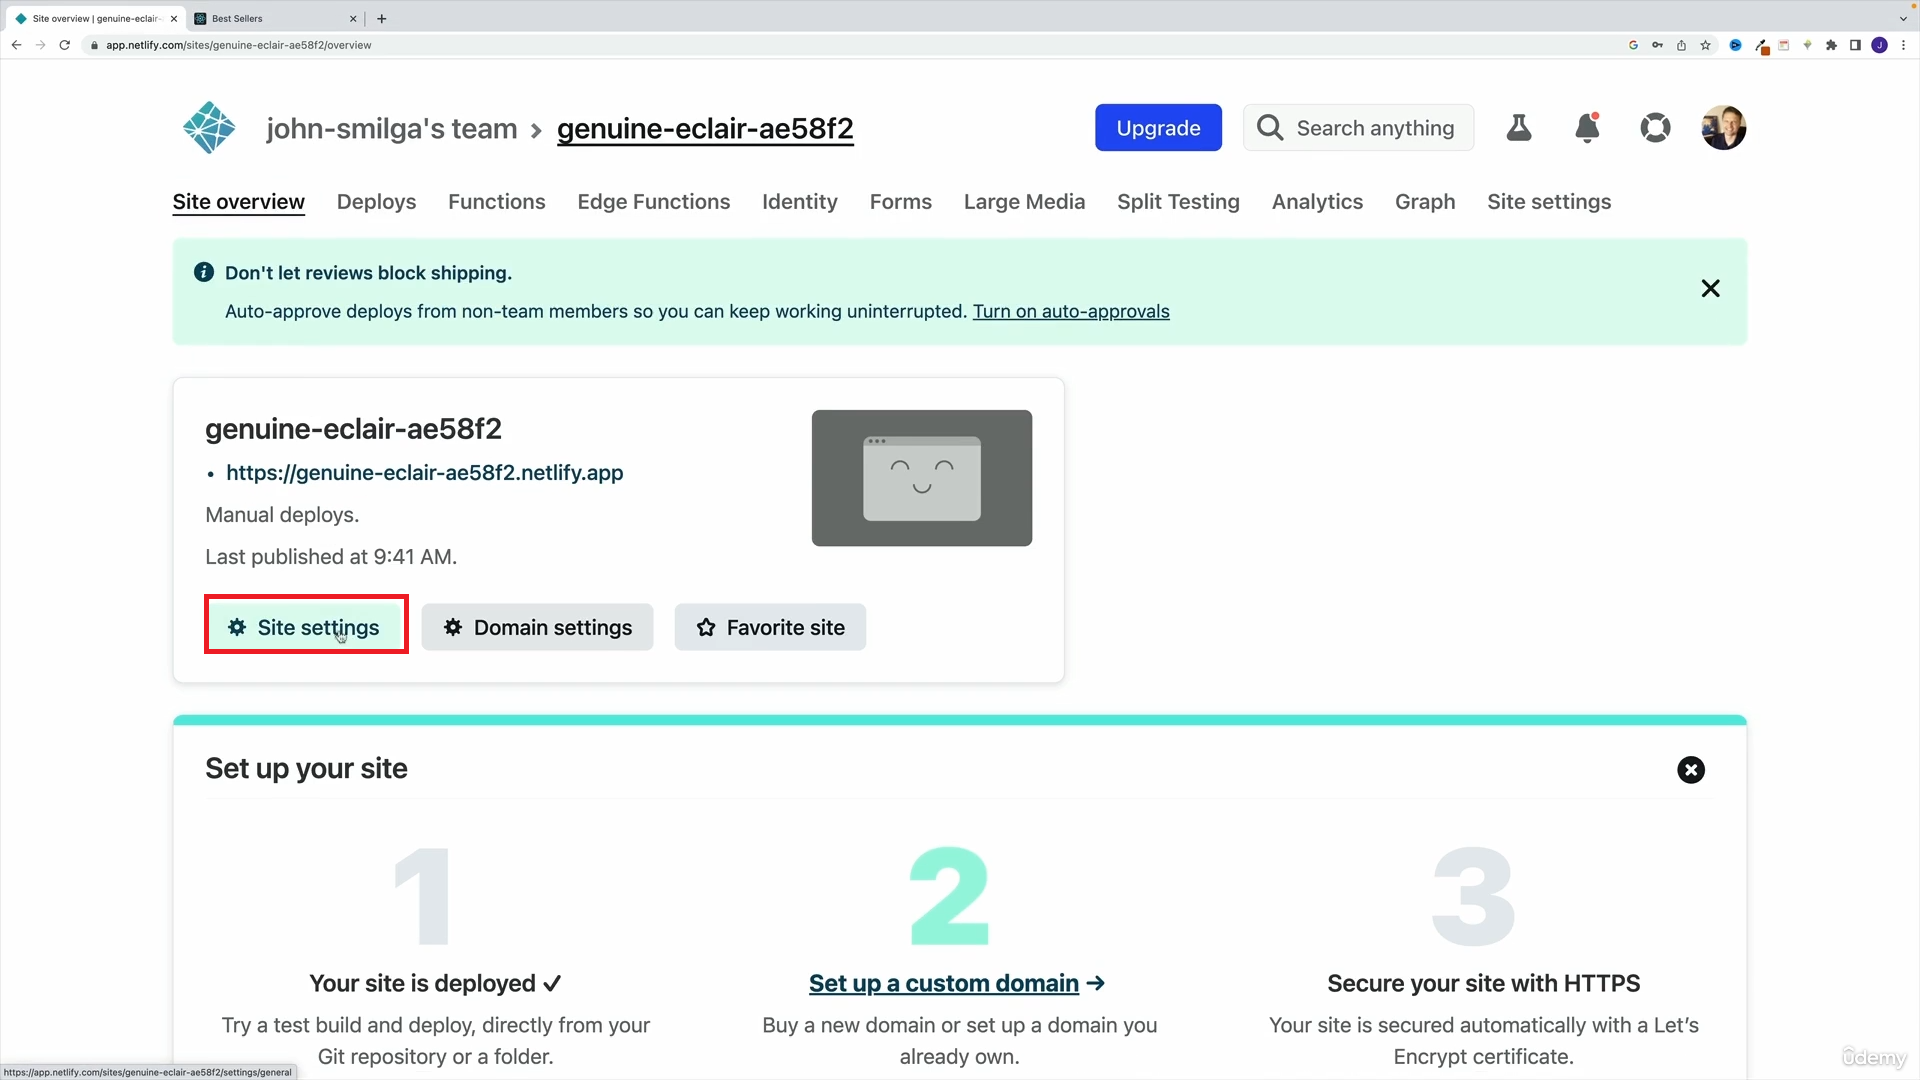 Site overview | genuine-eclair-
Best Sellers
app.netlify.com/sites/genuine-eclair-ae58f2/overview
john-smilga's team > genuine-eclair-ae58f2
Upgrade
Search anything
Site overview Deploys Functions Edge Functions Identity Forms Large Media Split Testing Analytics Graph Site settings
Don't let reviews block shipping.
Auto-approve deploys from non-team members so you can keep working uninterrupted. Turn on auto-approvals
genuine-eclair-ae58f2
• https://genuine-eclair-ae58f2.netlify.app
Manual deploys.
Last published at 9:41 AM.
Site settings
Domain settings
Favorite site
Set up your site
1
2
3
Your site is deployed ✓
Try a test build and deploy, directly from your
Git repository or a folder.
Set up a custom domain →
Buy a new domain or set up a domain you
already own.
Secure your site with HTTPS
Your site is secured automatically with a Let’s
Encrypt certificate.
https://app.netlify.com/sites/genuine-eclair-ae58f2/settings/general
ûdemy